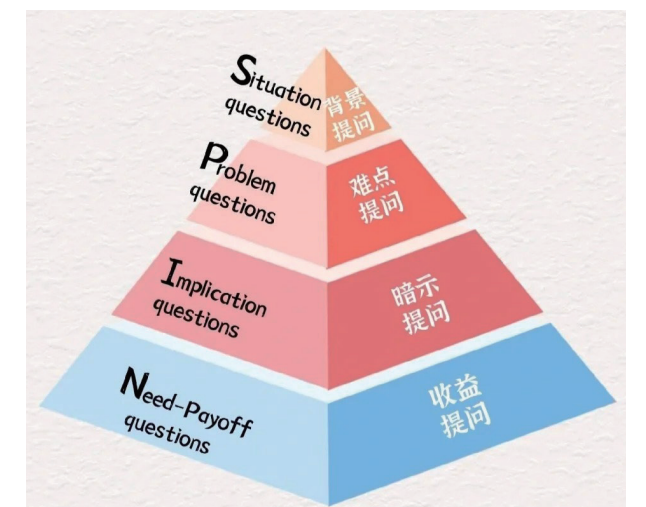 Situation
questions
背景
提问
Problem
questions
难点
提问
Implication
questions
暗示
提问
Need-Payoff
questions
收益
提问